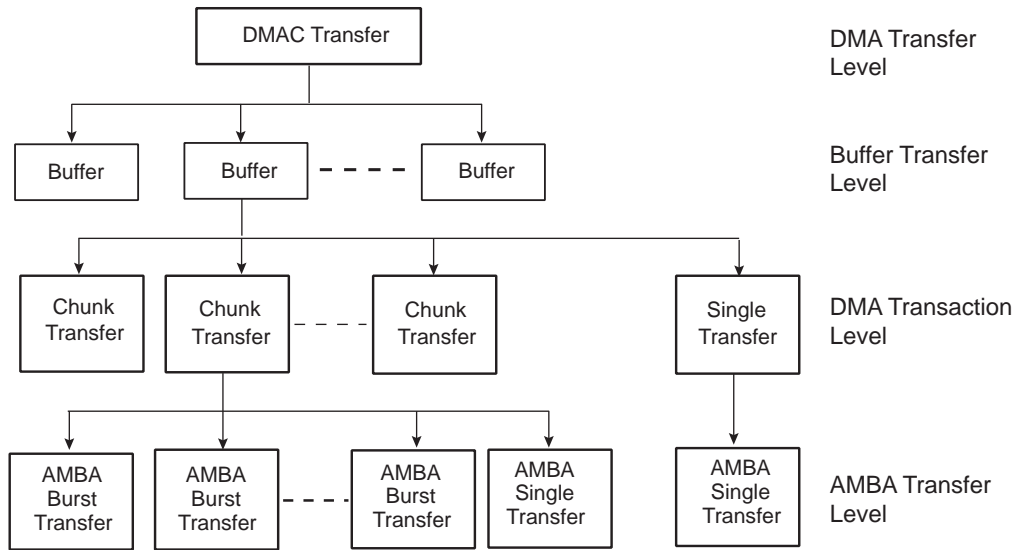 DMAC Transfer
DMA Transfer
Level
Buffer
Buffer
Buffer
Buffer Transfer
Level
Chunk
Transfer
Chunk
Transfer
Chunk
Transfer
Single
Transfer
DMA Transaction
Level
AMBA
Burst
Transfer
AMBA
Burst
Transfer
AMBA
Burst
Transfer
AMBA
Single
Transfer
AMBA
Single
Transfer
AMBA Transfer
Level